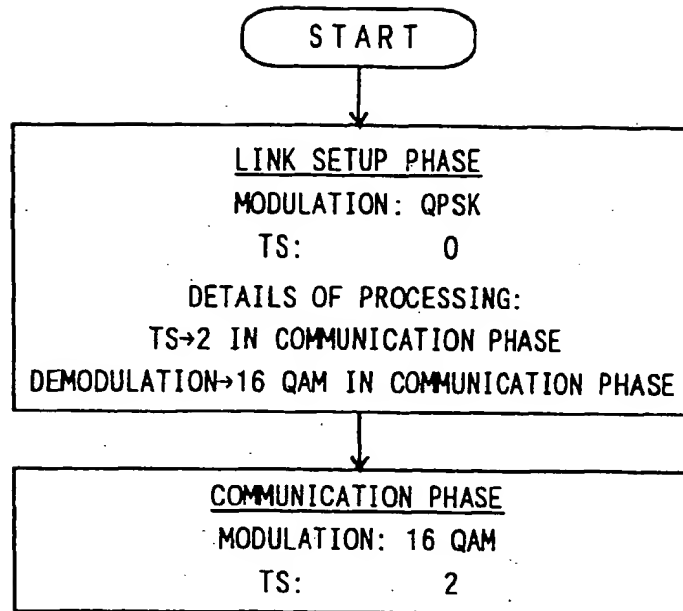 START
LINK SETUP PHASE
MODULATION: QPSK
TS: 0
DETAILS OF PROCESSING:
TS→2 IN COMMUNICATION PHASE
DEMODULATION→16 QAM IN COMMUNICATION PHASE
COMMUNICATION PHASE
MODULATION: 16 QAM
TS: 2